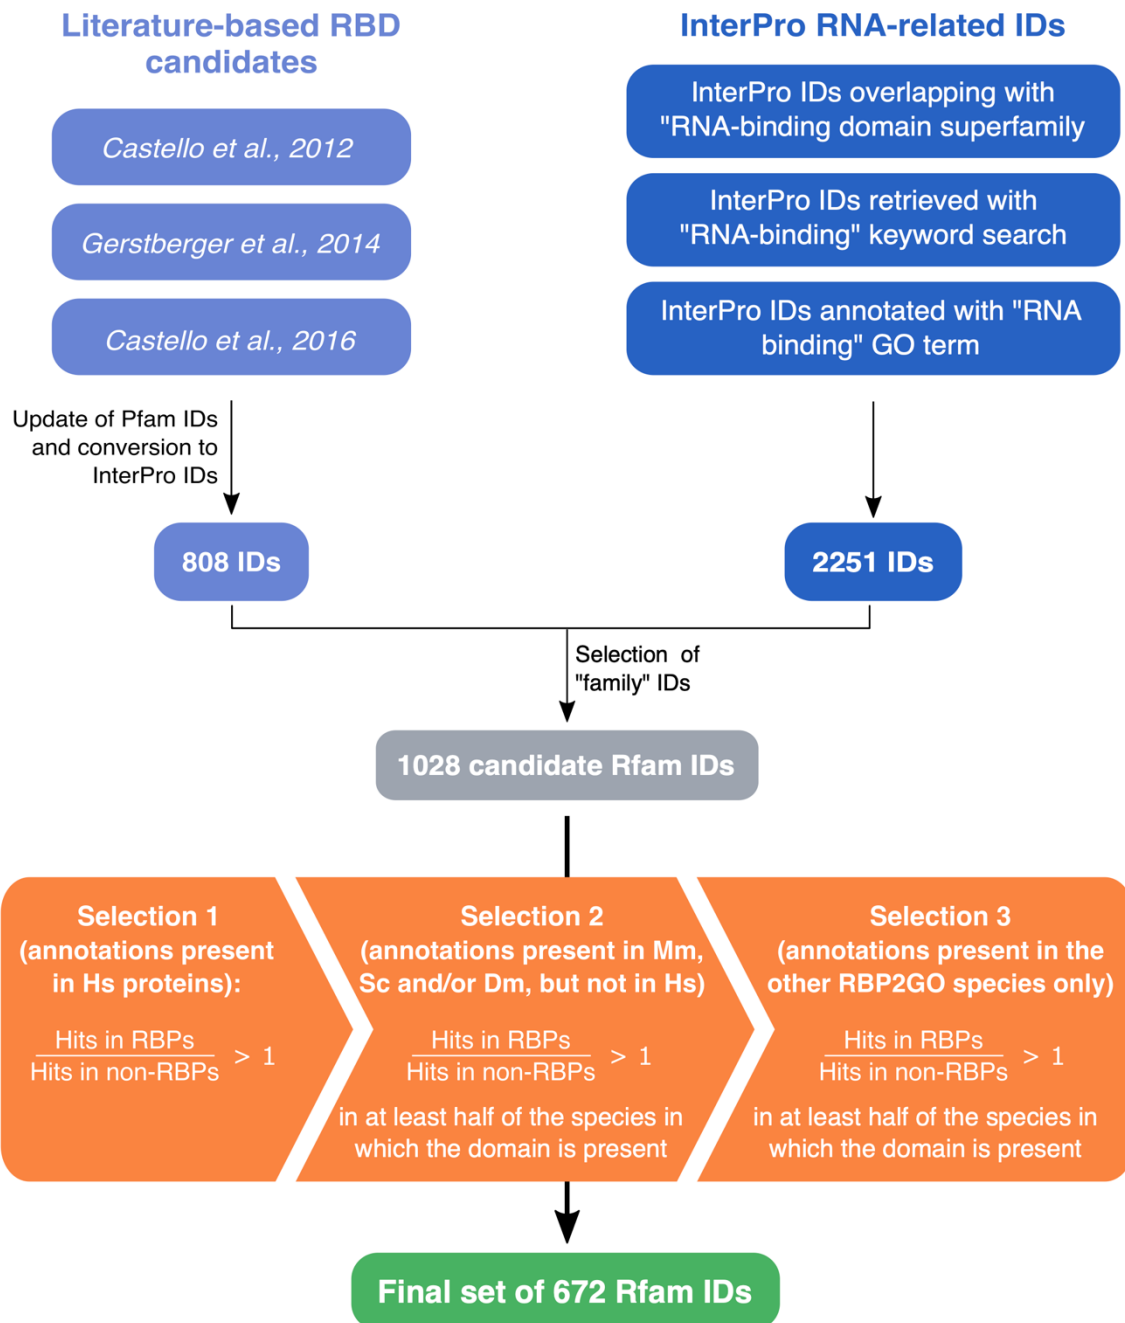 Literature-based RBD
candidates
Castello et al., 2012
Gerstberger et al., 2014
Castello et al., 2016
Update of Pfam IDs
and conversion to
InterPro IDs
808 IDs
InterPro RNA-related IDs
InterPro IDs overlapping with
"RNA-binding domain superfamily
InterPro IDs retrieved with
"RNA-binding" keyword search
InterPro IDs annotated with "RNA
binding" GO term
2251 IDs
Selection of
"family" IDs
1028 candidate Rfam IDs
Selection 1
(annotations present
in Hs proteins):
Hits in RBPs
Hits in non-RBPs > 1
Selection 2
(annotations present in Mm,
Sc and/or Dm, but not in Hs)
Hits in RBPs
Hits in non-RBPs > 1
in at least half of the species in
which the domain is present
Selection 3
(annotations present in the
other RBP2GO species only)
Hits in RBPs
Hits in non-RBPs > 1
in at least half of the species in
which the domain is present
Final set of 672 Rfam IDs